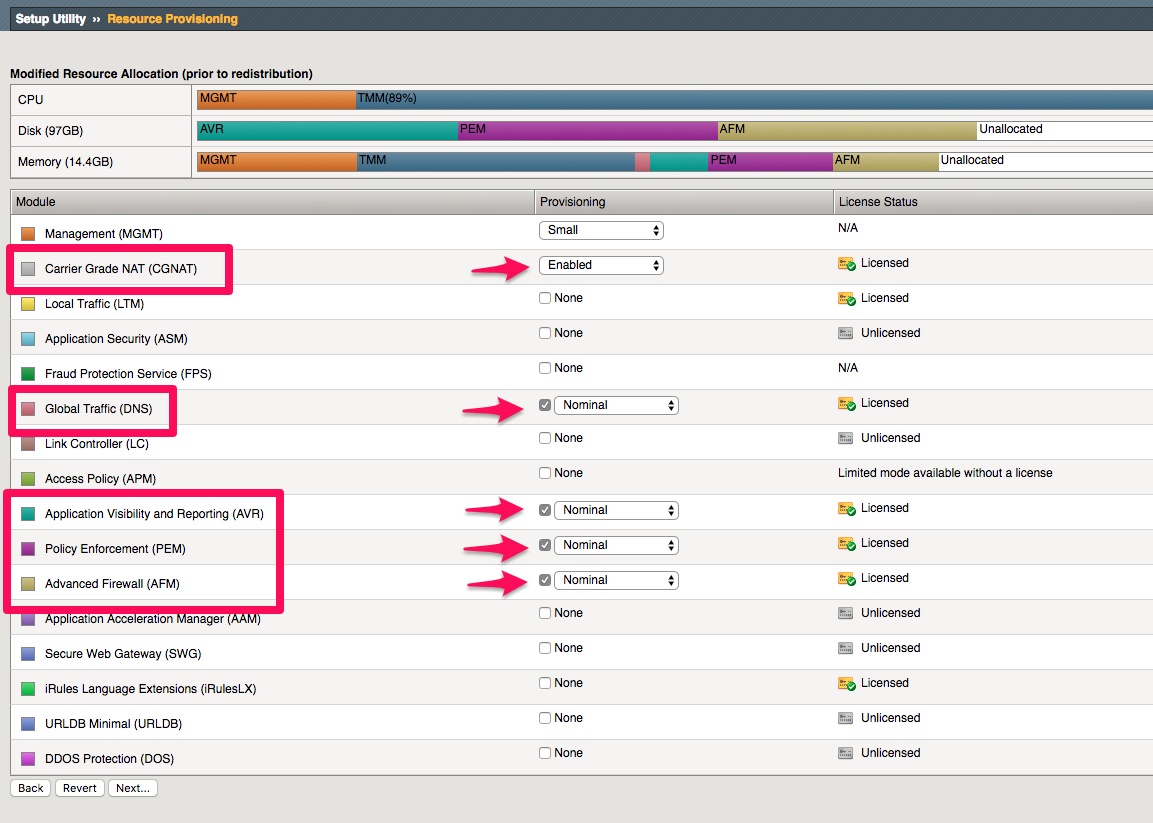 Setup Utility ›› Resource Provisioning
Modified Resource Allocation (prior to redistribution)
CPU MGMT TMM(89%)
Disk (97GB) AVR PEM AFM Unallocated
Memory (14.4GB) MGMT TMM PEM AFM Unallocated
Module Provisioning License Status
Management (MGMT) Small N/A
Carrier Grade NAT (CGNAT) Enabled Licensed
Local Traffic (LTM) None Licensed
Application Security (ASM) None Unlicensed
Fraud Protection Service (FPS) None N/A
Global Traffic (DNS) Nominal Licensed
Link Controller (LC) None Unlicensed
Access Policy (APM) None Limited mode available without a license
Application Visibility and Reporting (AVR) Nominal Licensed
Policy Enforcement (PEM) Nominal Licensed
Advanced Firewall (AFM) Nominal Licensed
Application Acceleration Manager (AAM) None Unlicensed
Secure Web Gateway (SWG) None Unlicensed
iRules Language Extensions (iRulesLX) None Licensed
URLDB Minimal (URLDB) None Unlicensed
DDOS Protection (DOS) None Unlicensed
Back Revert Next...